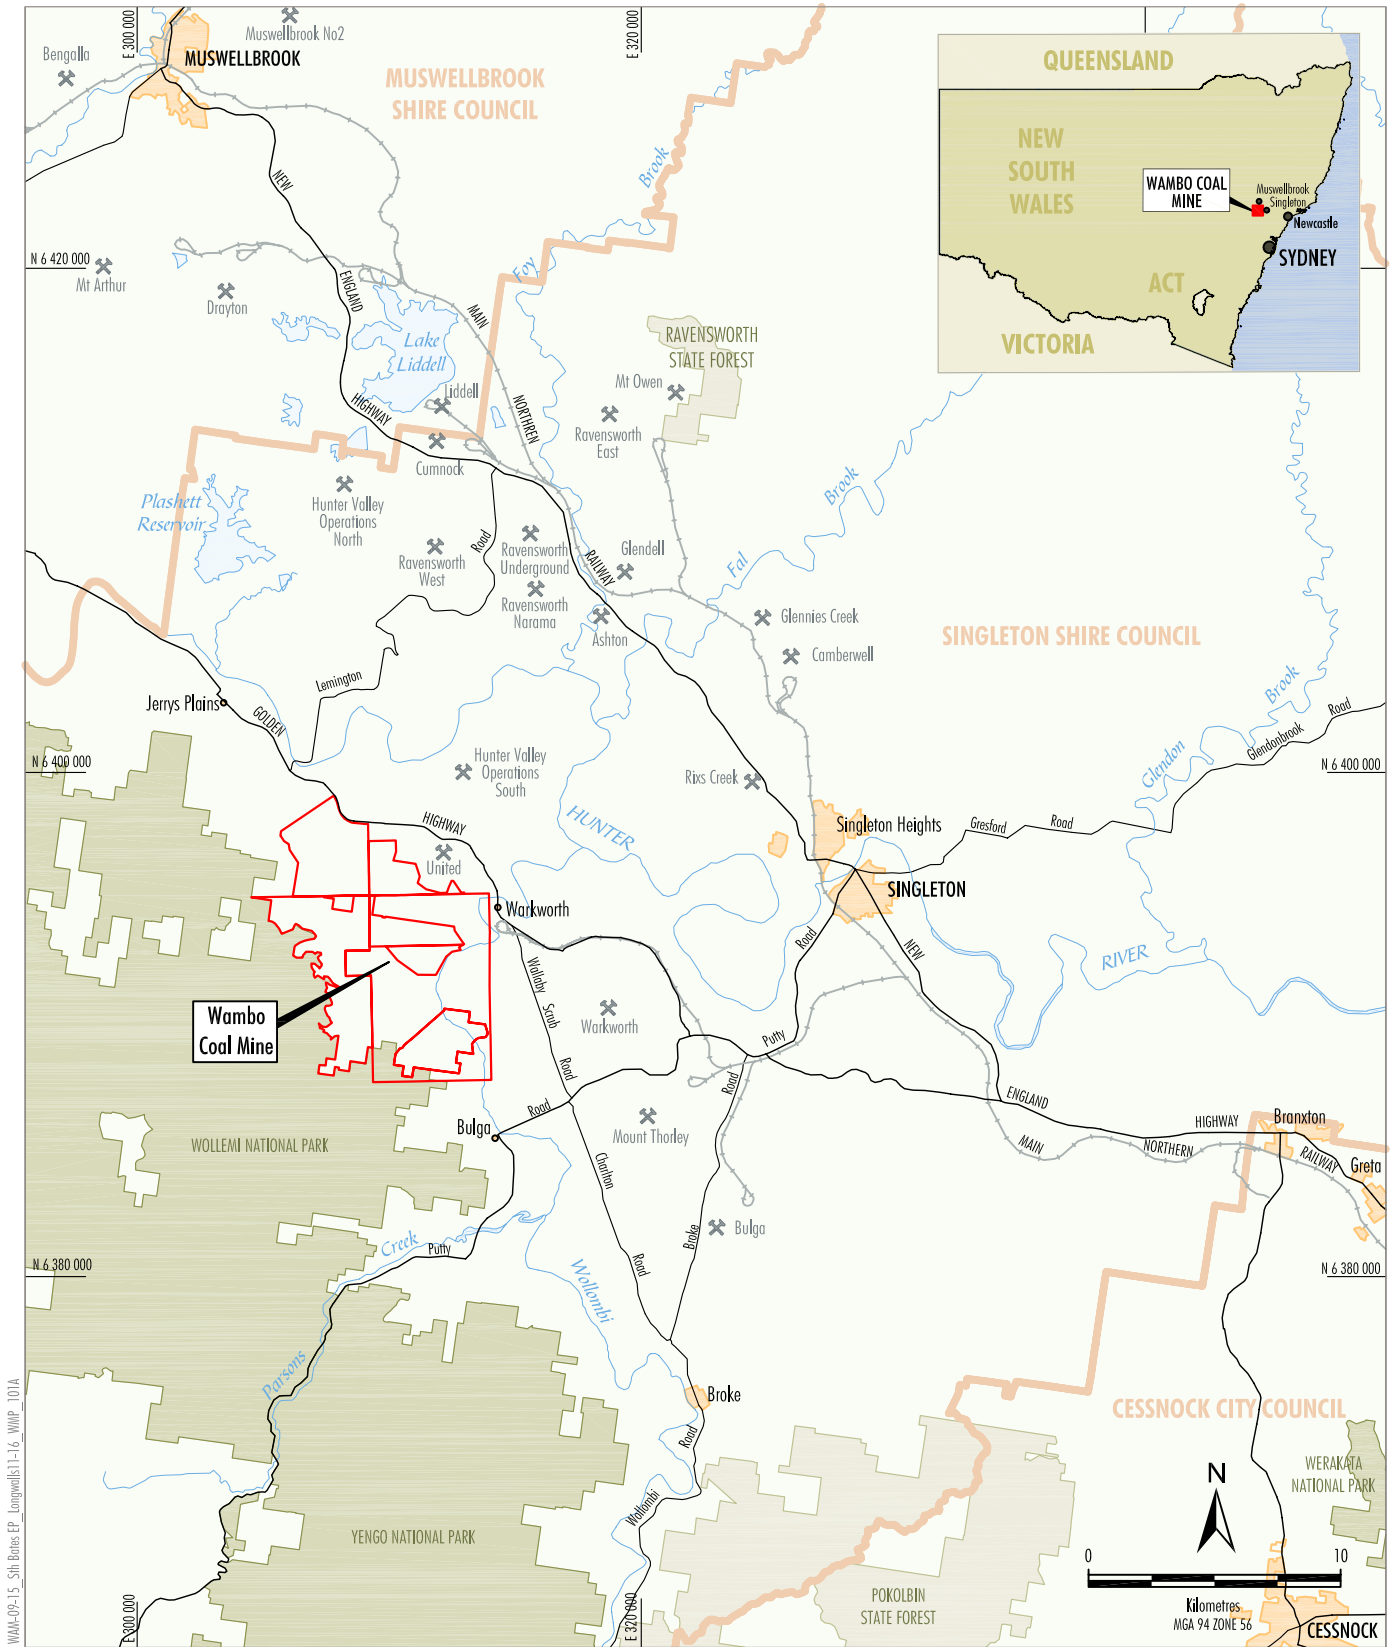 E 300 000
Muswellbrook No2
E 320 000
Bengalla
MUSWELLBROOK
MUSWELLBROOK
SHIRE COUNCIL
QUEENSLAND
NEW
SOUTH
WALES
WAMBO COAL
MINE
Muswellbrook
Singleton
Newcastle
SYDNEY
ACT
VICTORIA
NEW
Brook
Foy
N 6 420 000
Mt Arthur
Drayton
ENGLAND
MAIN
Lake
Liddell
RAVENSWORTH
STATE FOREST
Mt Owen
Liddell
HIGHWAY
NORTHREN
Ravensworth
East
Cumnock
Plashett
Reservoir
Hunter Valley
Operations
North
Brook
Road
Ravensworth
West
Ravensworth
Underground
Glendell
RAILWAY
Fal
Ravensworth
Narama
Ashton
Glennies Creek
SINGLETON SHIRE COUNCIL
Camberwell
Lemington
Brook
Jerrys Plains
GOLDEN
Road
Glendonbrook
Glendon
N 6 400 000
Hunter Valley
Operations
South
Rixs Creek
N 6 400 000
HUNTER
HIGHWAY
Singleton Heights
Gresford
Road
United
SINGLETON
Warkworth
Road
NEW
RIVER
Wallaby
Scrub
Road
Wambo
Coal Mine
Warkworth
Putty
Road
ENGLAND
HIGHWAY
Branxton
Road
Bulga
Mount Thorley
MAIN
NORTHERN
RAILWAY
Greta
WOLLEMI NATIONAL PARK
Charlton
Road
Broke
Bulga
Creek
Putty
Wollombi
N 6 380 000
N 6 380 000
Parsons
Broke
Road
Wollombi
CESSNOCK CITY COUNCIL
WERAKATA
NATIONAL PARK
N
YENGO NATIONAL PARK
POKOLBIN
STATE FOREST
0
10
Kilometres
MGA 94 ZONE 56
E 300 000
E 320 000
CESSNOCK
WAM-09-15_Sth Bates EP_Longwalls11-16_WMP_101A